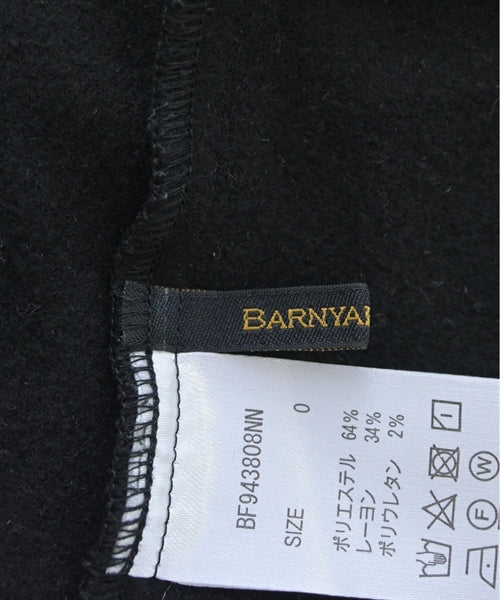 BARNYA
BF943808NN
SIZE 0
ポリエステル 64%
レーヨン 34%
ポリウレタン 2%
F
W